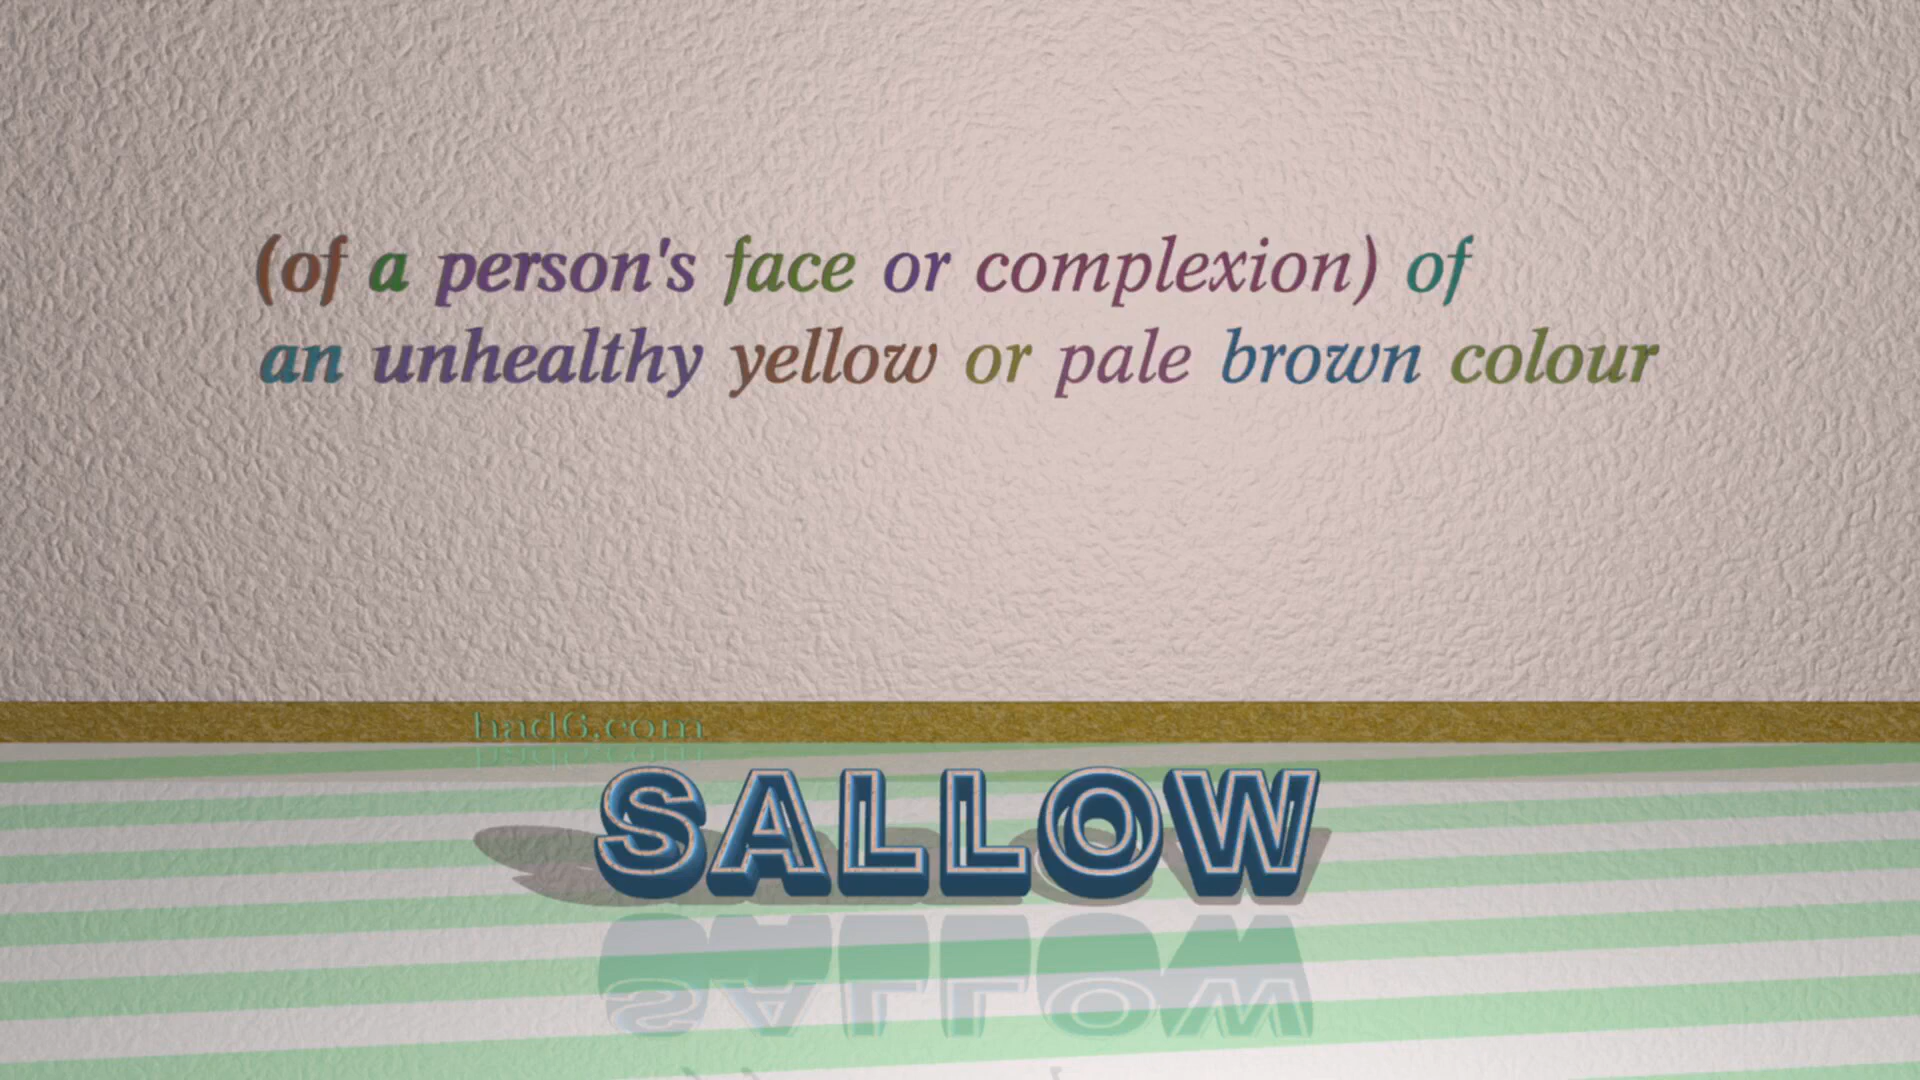 (of a person's face or complexion) of
an unhealthy yellow or pale brown colour
had6.com
SALLOW